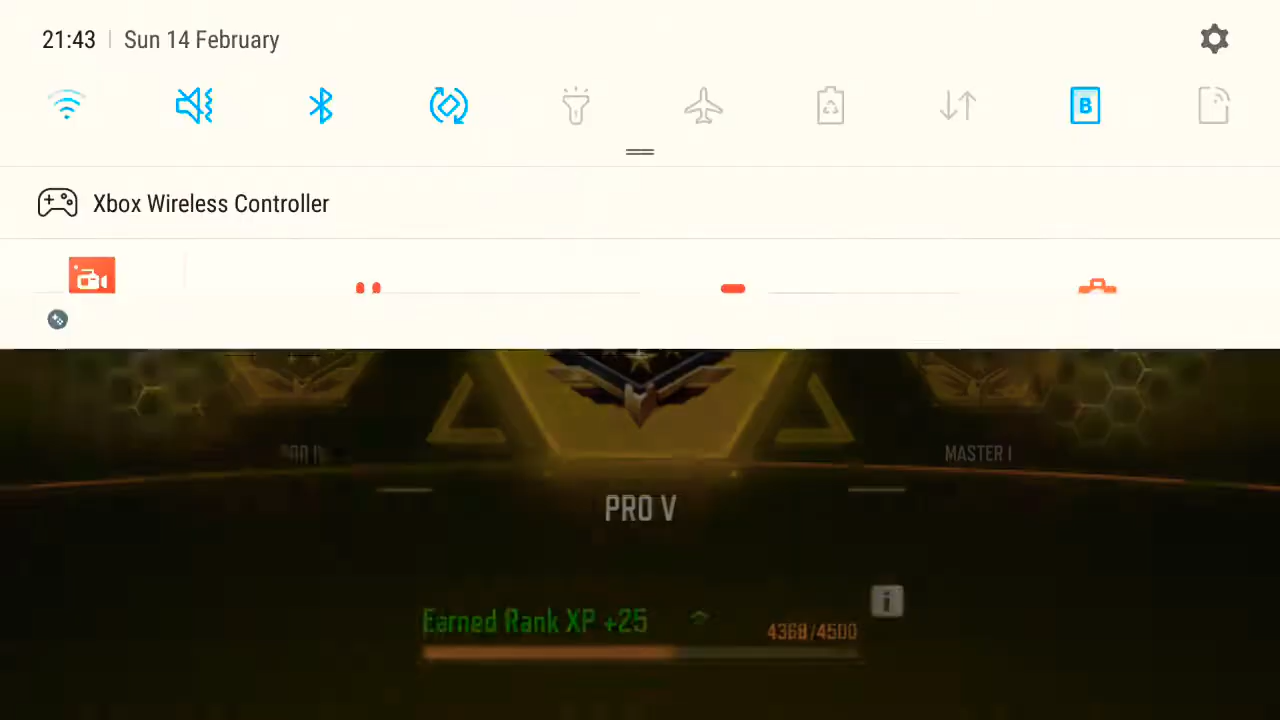 21:43 | Sun 14 February
B
Xbox Wireless Controller
MASTER I
PRO V
Earned Rank XP +25
4368/4500
i